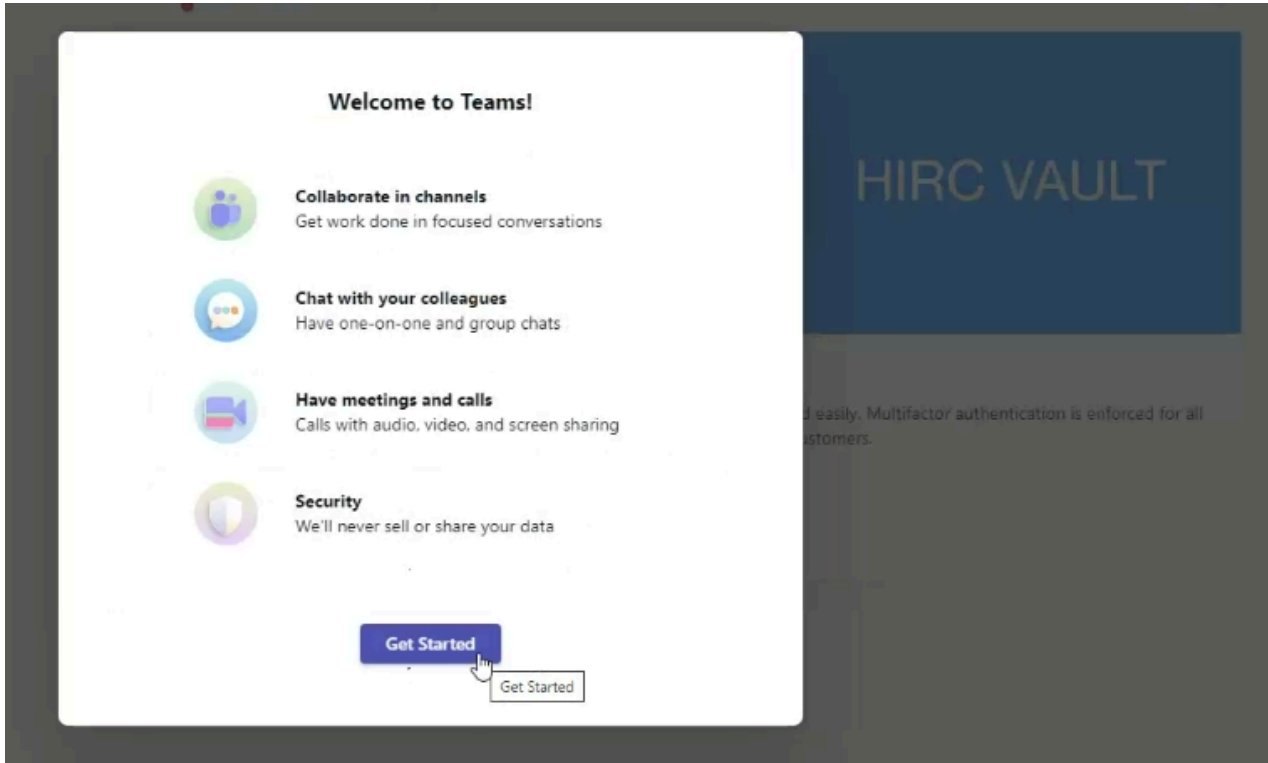 Welcome to Teams!
Collaborate in channels
Get work done in focused conversations
Chat with your colleagues
Have one-on-one and group chats
Have meetings and calls
Calls with audio, video, and screen sharing
Security
We'll never sell or share your data
Get Started
Get Started
HIRC VAULT
easily. Multifactor authentication is enforced for all